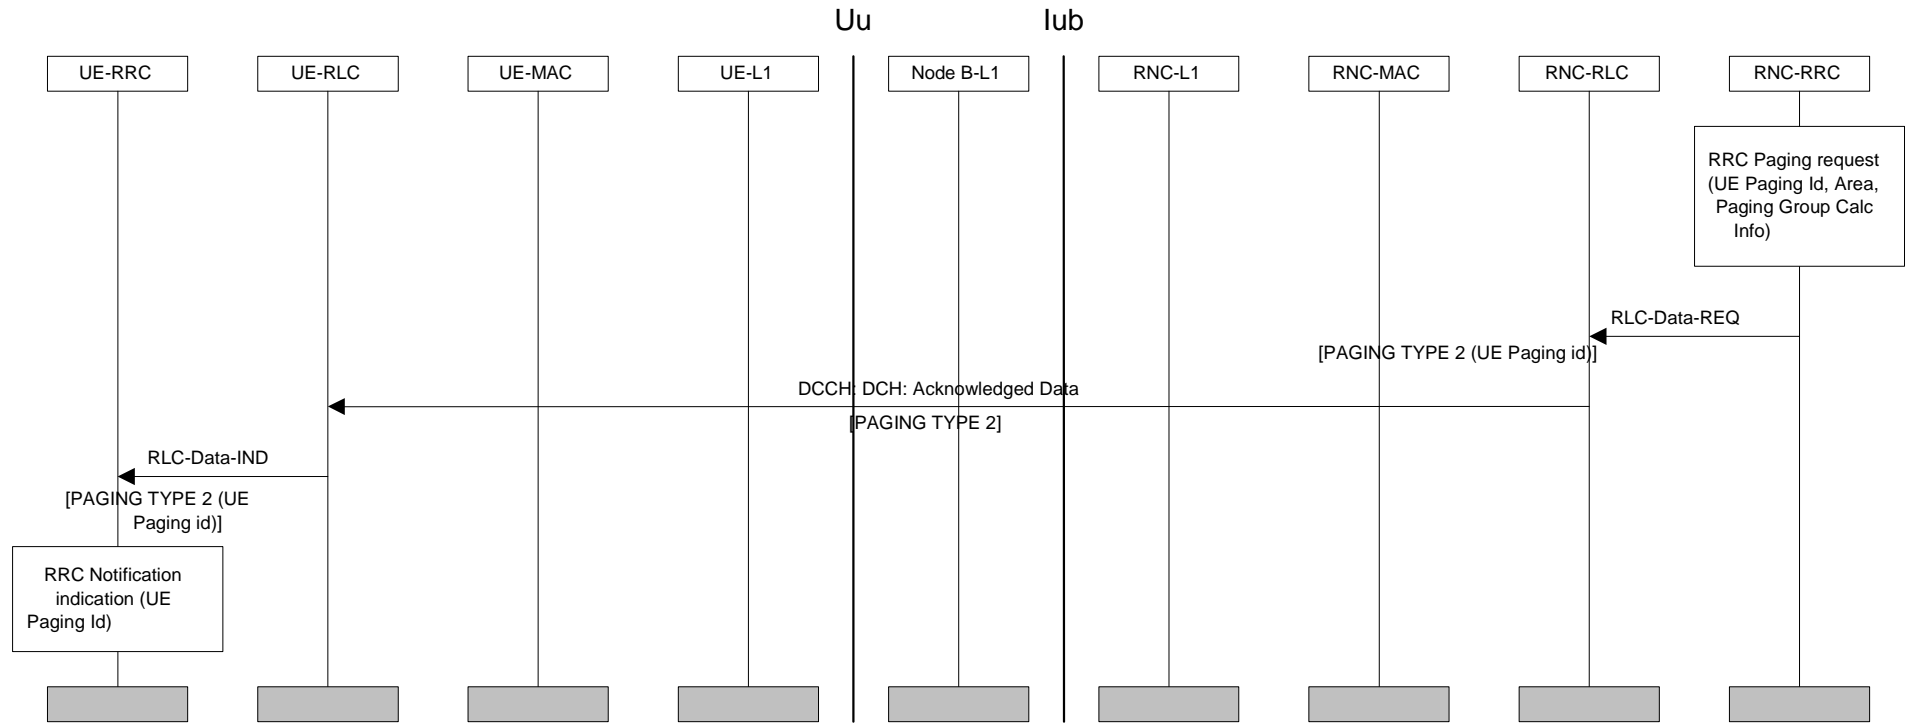 Uu
Iub
UE-RRC
UE-RLC
UE-MAC
UE-L1
Node B-L1
RNC-L1
RNC-MAC
RNC-RLC
RNC-RRC
RRC Paging request
(UE Paging Id, Area,
Paging Group Calc
Info)
RLC-Data-REQ
[PAGING TYPE 2 (UE Paging id)]
DCCH: DCH: Acknowledged Data
[PAGING TYPE 2]
RLC-Data-IND
[PAGING TYPE 2 (UE
Paging id)]
RRC Notification
indication (UE
Paging Id)